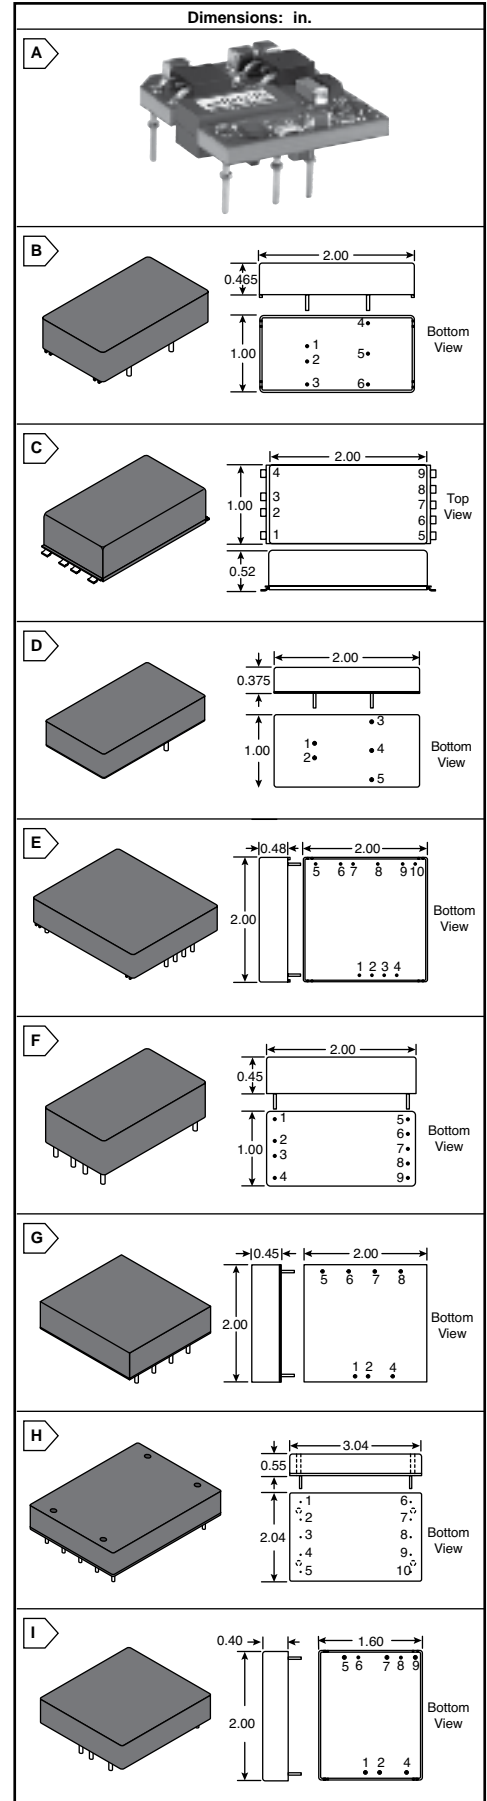 Dimensions: in.
A
B
2.00
0.465
1.00
4
1
2
5
3
6
Bottom
View
C
2.00
1.00
4
3
2
1
9
8
7
6
5
Top
View
0.52
D
2.00
0.375
1.00
3
1
2
4
5
Bottom
View
E
0.48
2.00
2.00
5 6 7 8 9 10
1 2 3 4
Bottom
View
F
2.00
0.45
1.00
1
2
3
4
5
6
7
8
9
Bottom
View
G
0.45
2.00
2.00
5 6 7 8
1 2 4
Bottom
View
H
3.04
0.55
2.04
1
2
3
4
5
6
7
8
9
10
Bottom
View
I
0.40
1.60
2.00
5 6 7 8 9
1 2 4
Bottom
View